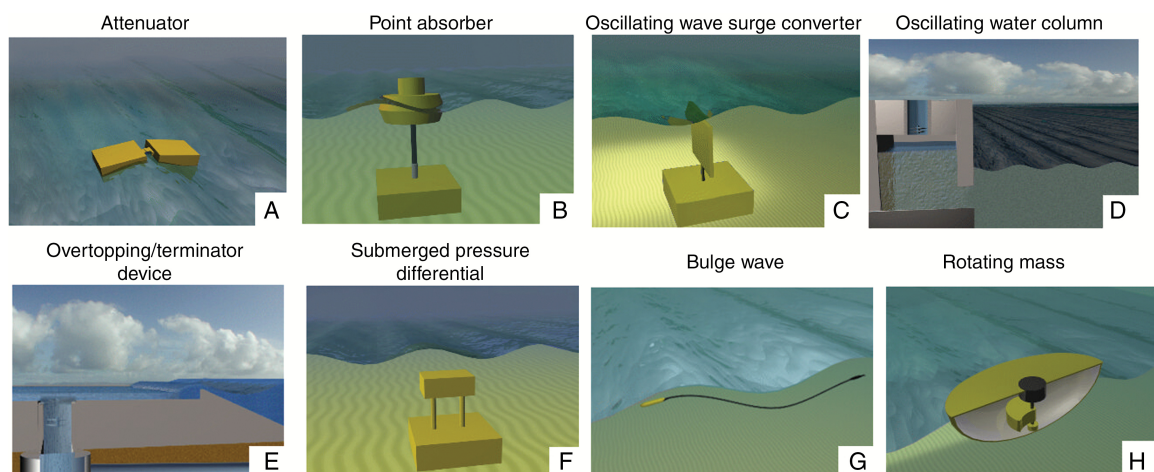 Attenuator
Point absorber
Oscillating wave surge converter
Oscillating water column
A
B
C
D
Overtopping/terminator
device
Submerged pressure
differential
Bulge wave
Rotating mass
E
F
G
H